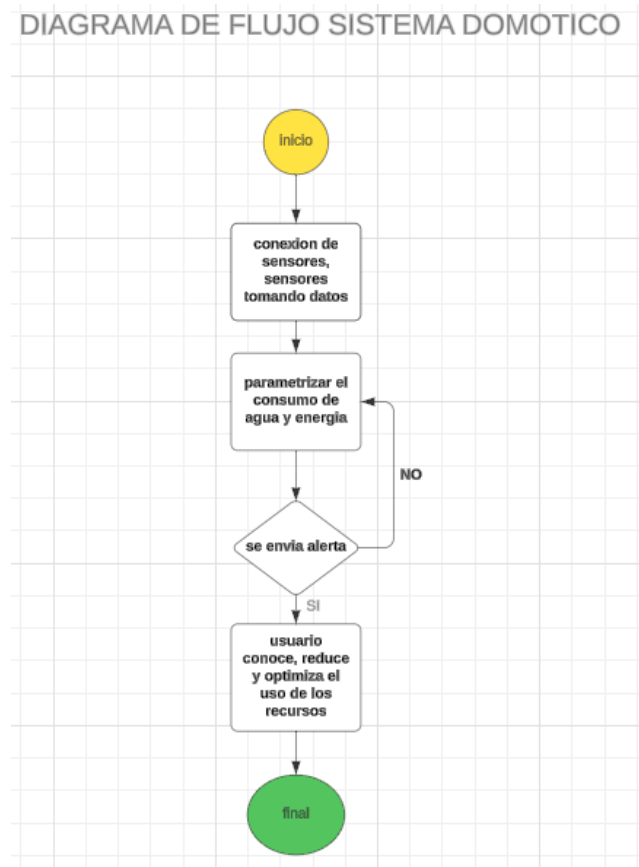 DIAGRAMA DE FLUJO SISTEMA DOMOTICO
inicio
conexion de
sensores,
sensores
tomando datos
parametrizar el
consumo de
agua y energia
NO
se envia alerta
SI
usuario
conoce, reduce
y optimiza el
uso de los
recursos
final